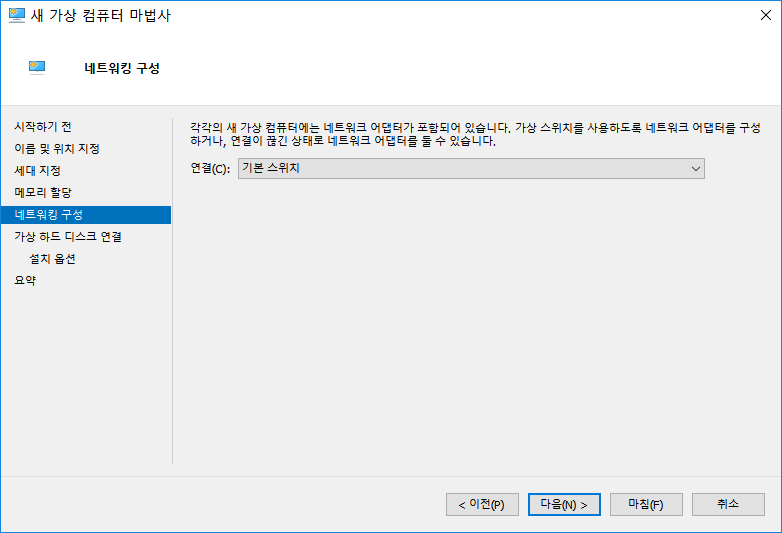 새 가상 컴퓨터 마법사
네트워킹 구성
시작하기 전
이름 및 위치 지정
세대 지정
메모리 할당
네트워킹 구성
가상 하드 디스크 연결
설치 옵션
요약
각각의 새 가상 컴퓨터에는 네트워크 어댑터가 포함되어 있습니다. 가상 스위치를 사용하도록 네트워크 어댑터를 구성
하거나, 연결이 끊긴 상태로 네트워크 어댑터를 둘 수 있습니다.
연결(C): 기본 스위치
< 이전(P) 다음(N) > 마침(F) 취소